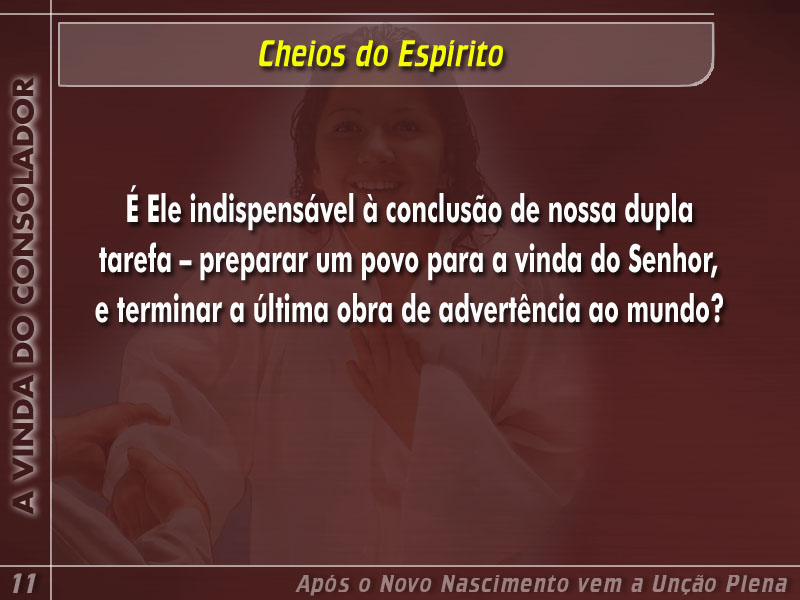 Cheios do Espírito
A VINDA DO CONSOLADOR
É Ele indispensável à conclusão de nossa dupla
tarefa – preparar um povo para a vinda do Senhor,
e terminar a última obra de advertência ao mundo?
11
Após o Novo Nascimento vem a Unção Plena